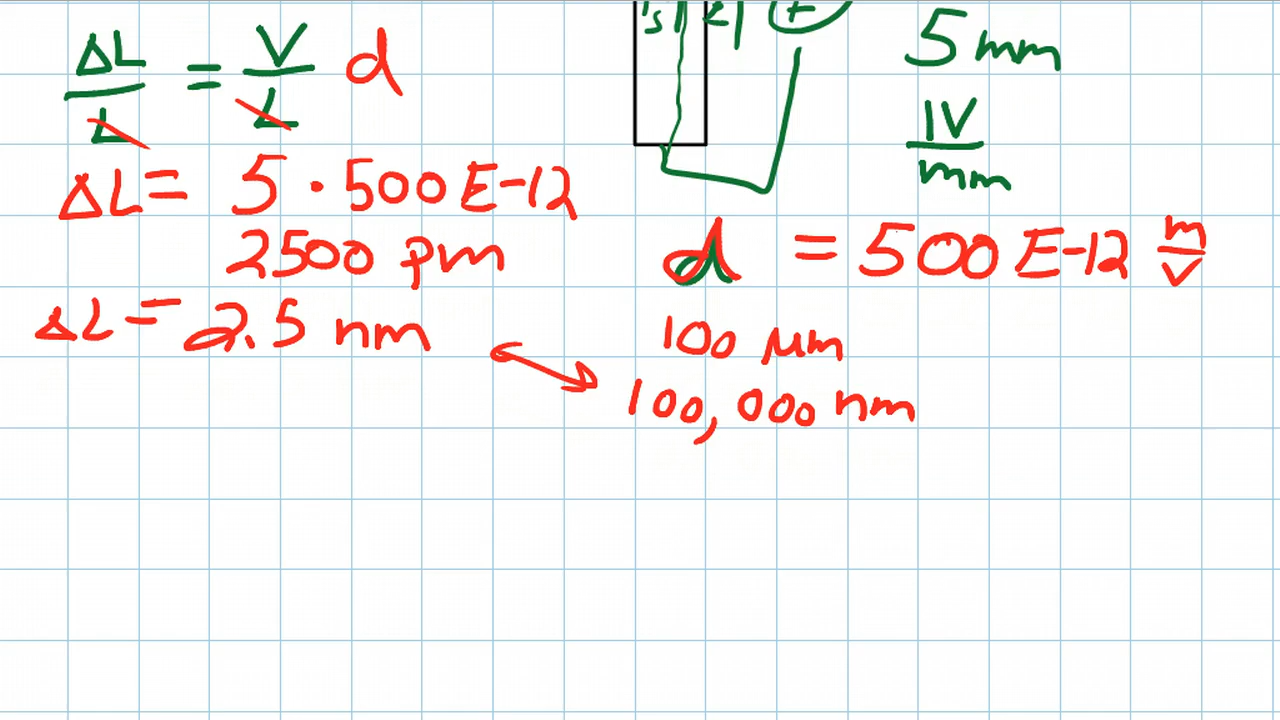 ΔL/L = V/L d
ΔL = 5 · 500 E-12
2500 pm
ΔL = 2.5 nm
+
5 mm
1V/mm
d = 500 E-12 m/V
100 μm
100,000 nm